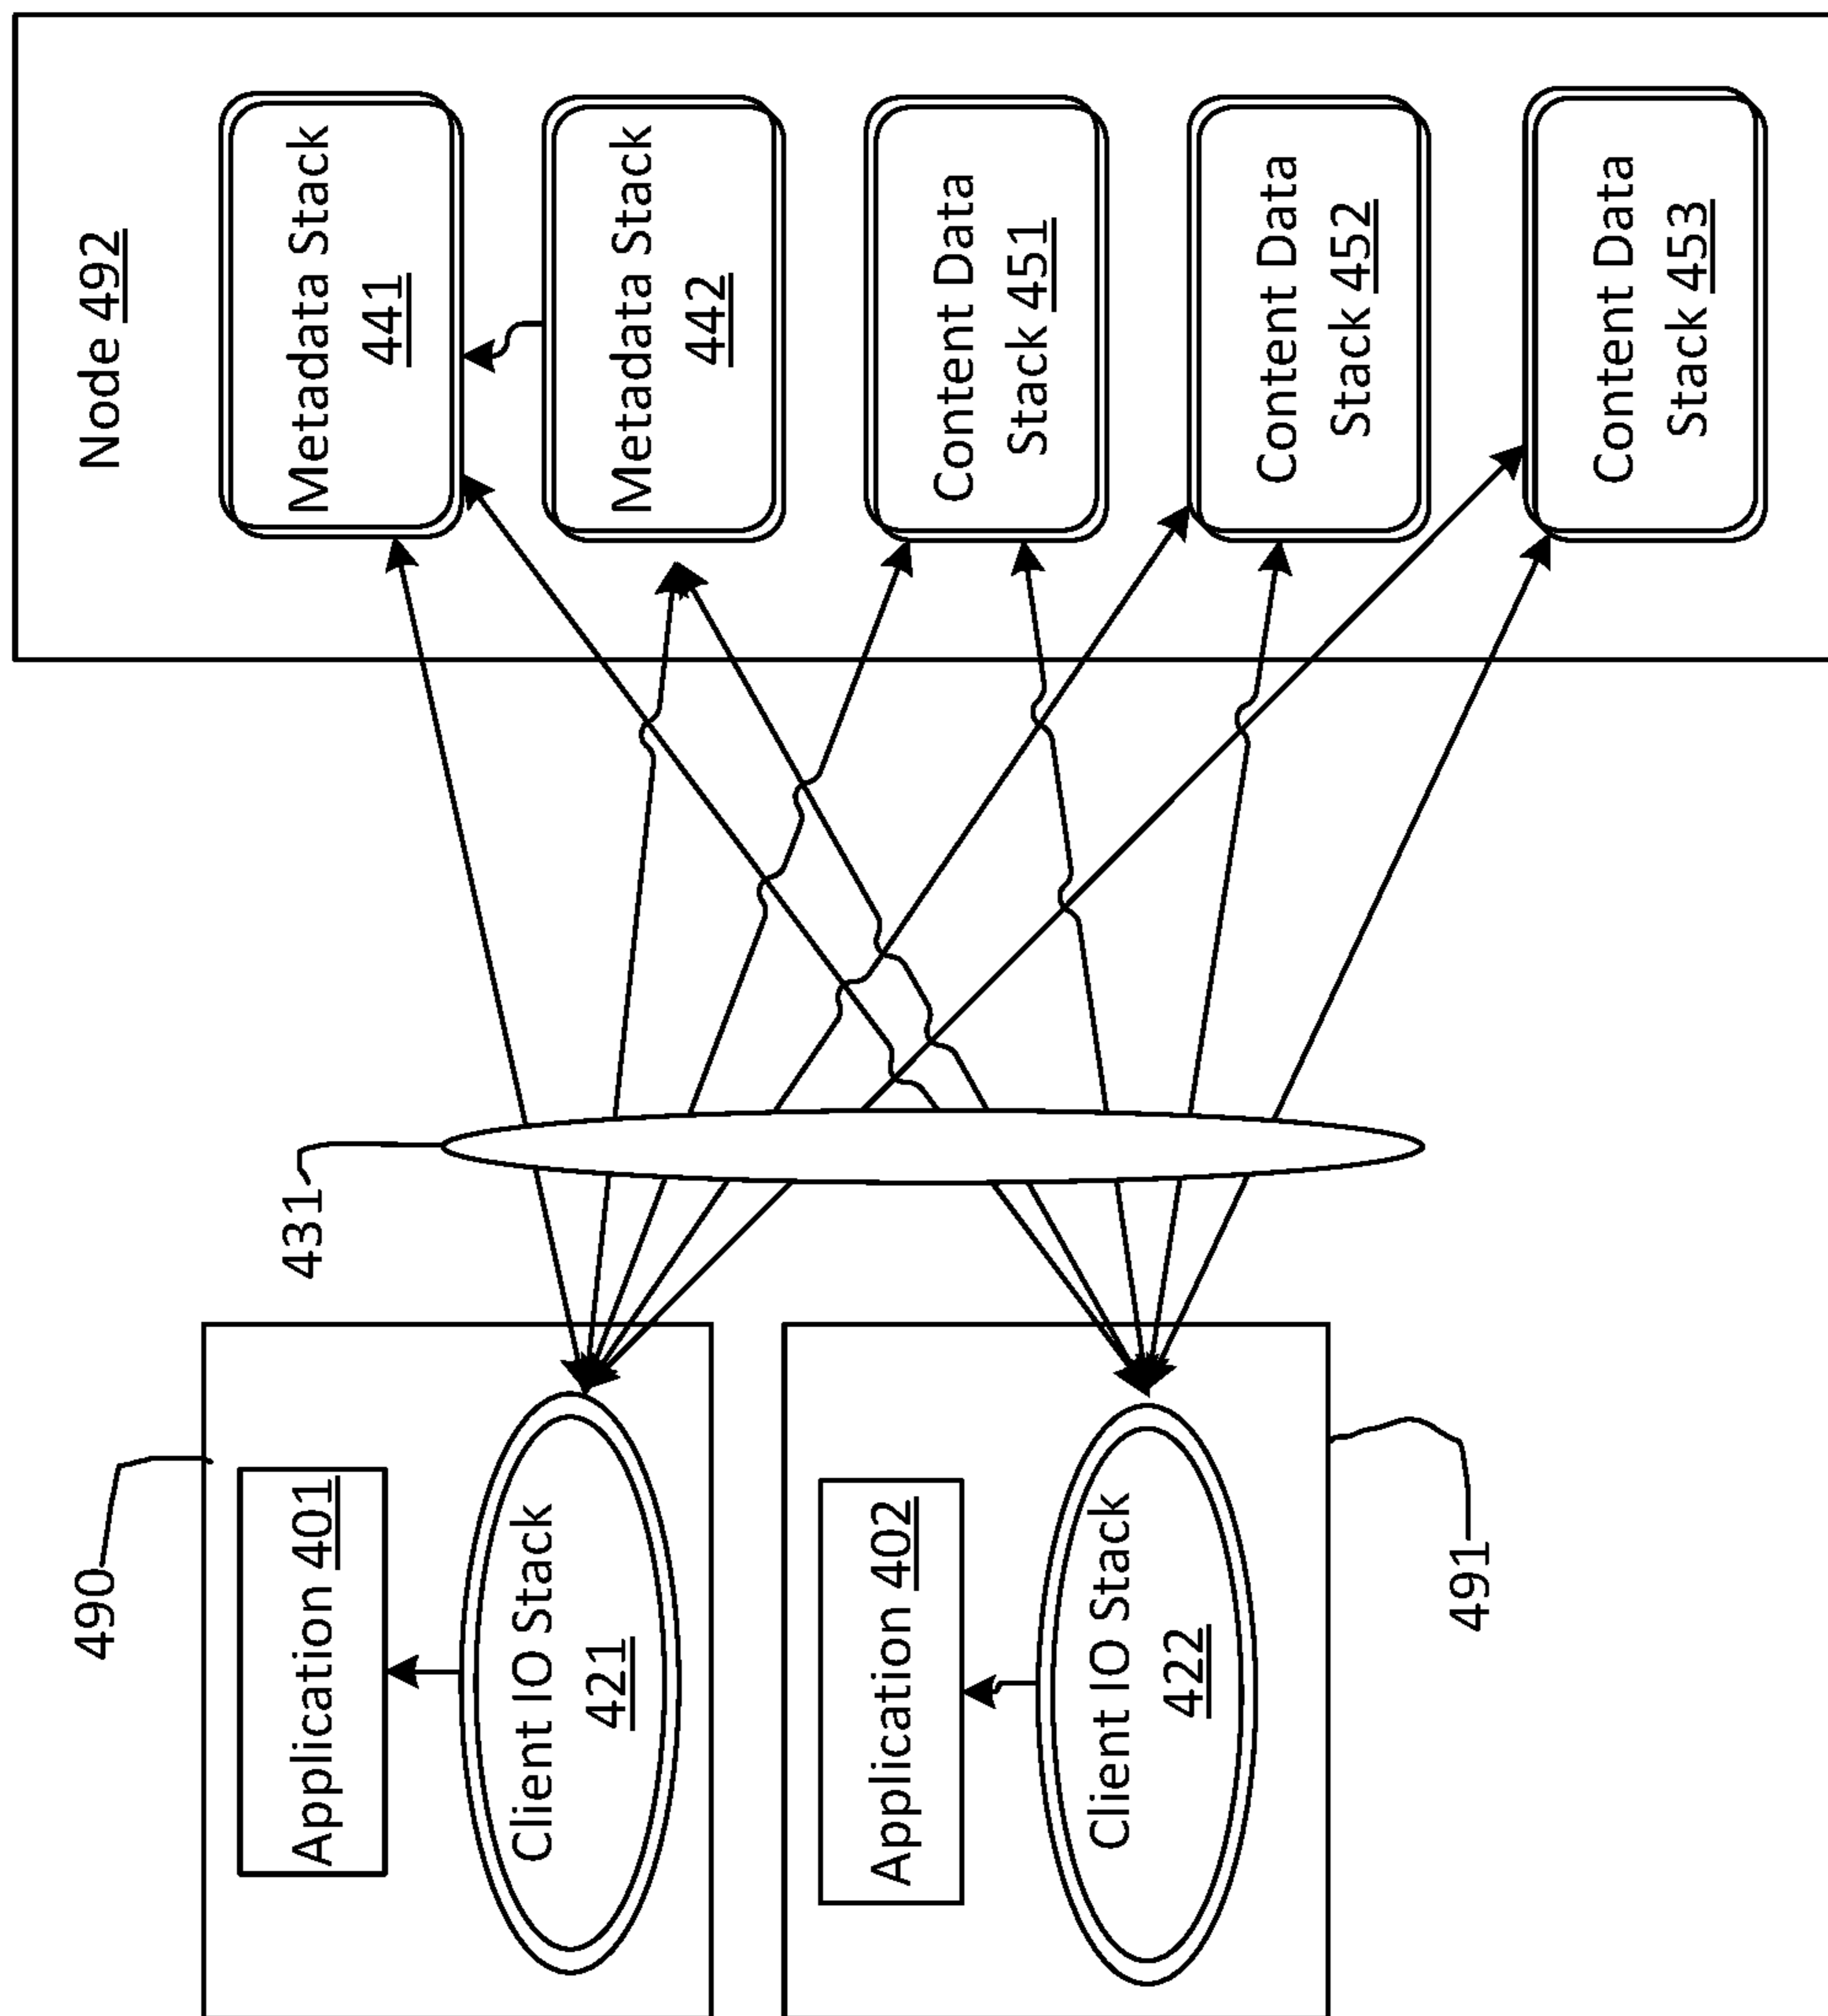 Node 492
Metadata Stack
441
Metadata Stack
442
Content Data
Stack 451
Content Data
Stack 452
Content Data
Stack 453
431
490
Application 401
Client IO Stack
421
Application 402
Client IO Stack
422
491